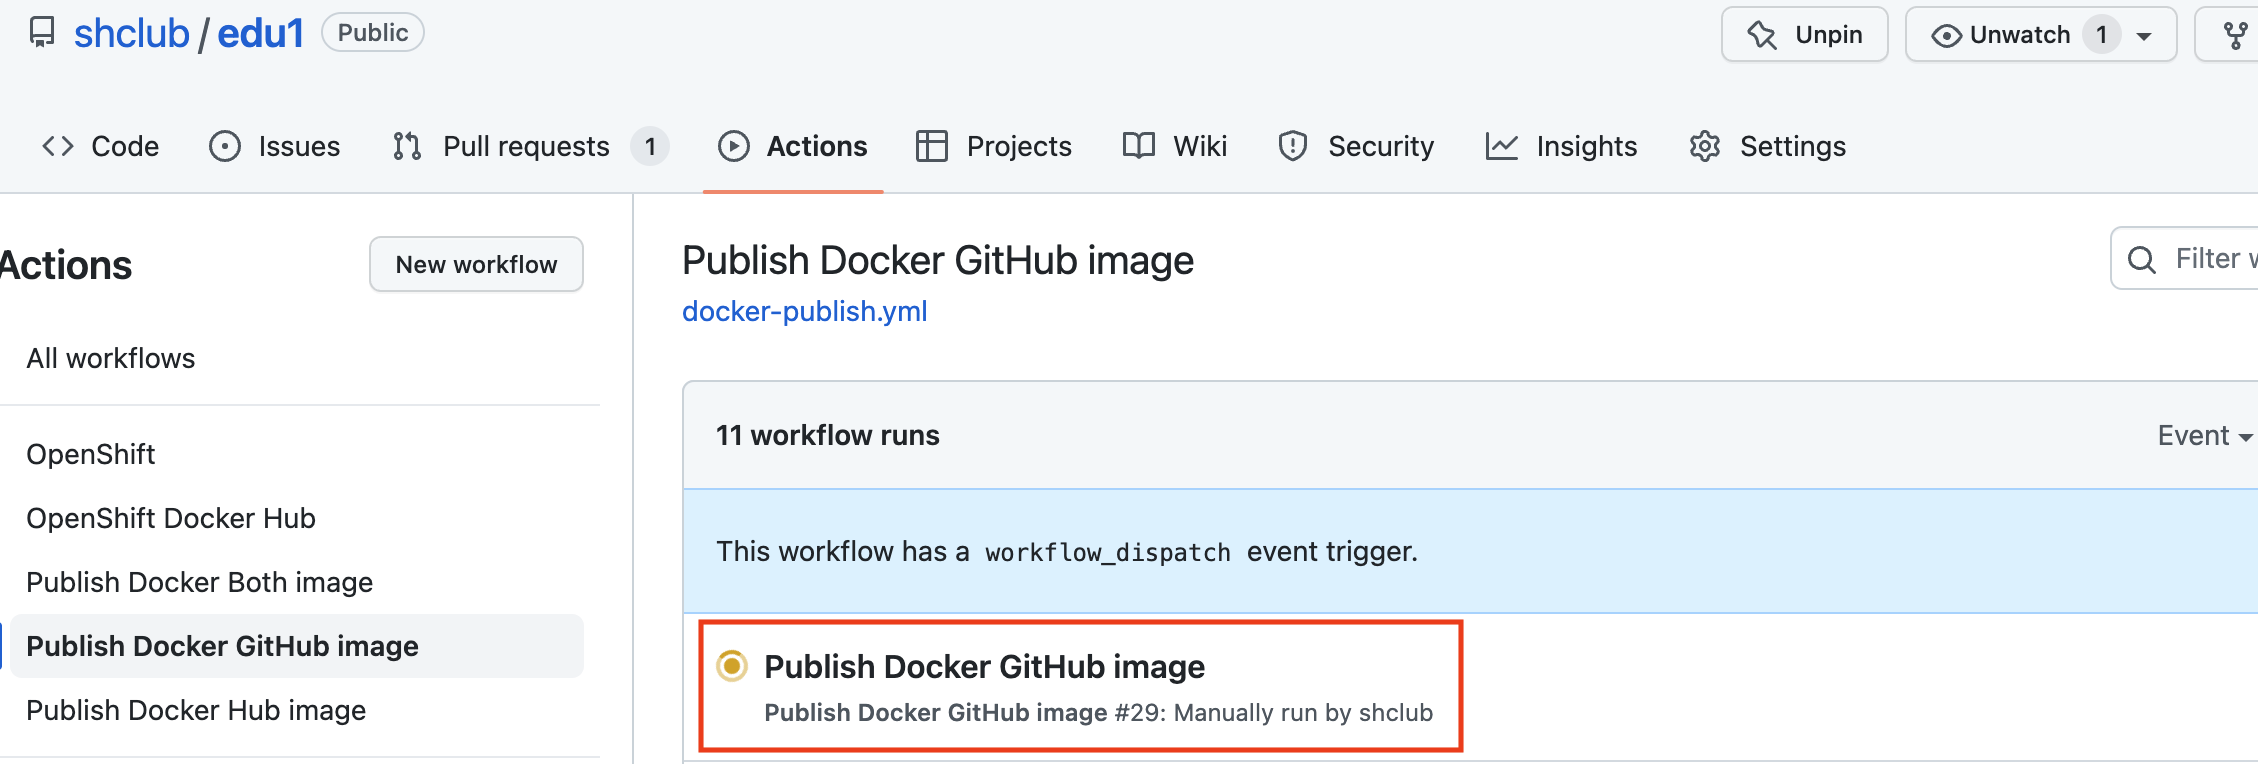 shclub / edu1 Public
Unpin
Unwatch 1
Code
Issues
Pull requests 1
Actions
Projects
Wiki
Security
Insights
Settings
Actions
New workflow
All workflows
OpenShift
OpenShift Docker Hub
Publish Docker Both image
Publish Docker GitHub image
Publish Docker Hub image
Publish Docker GitHub image
docker-publish.yml
Filter w
11 workflow runs
Event
This workflow has a workflow_dispatch event trigger.
Publish Docker GitHub image
Publish Docker GitHub image #29: Manually run by shclub